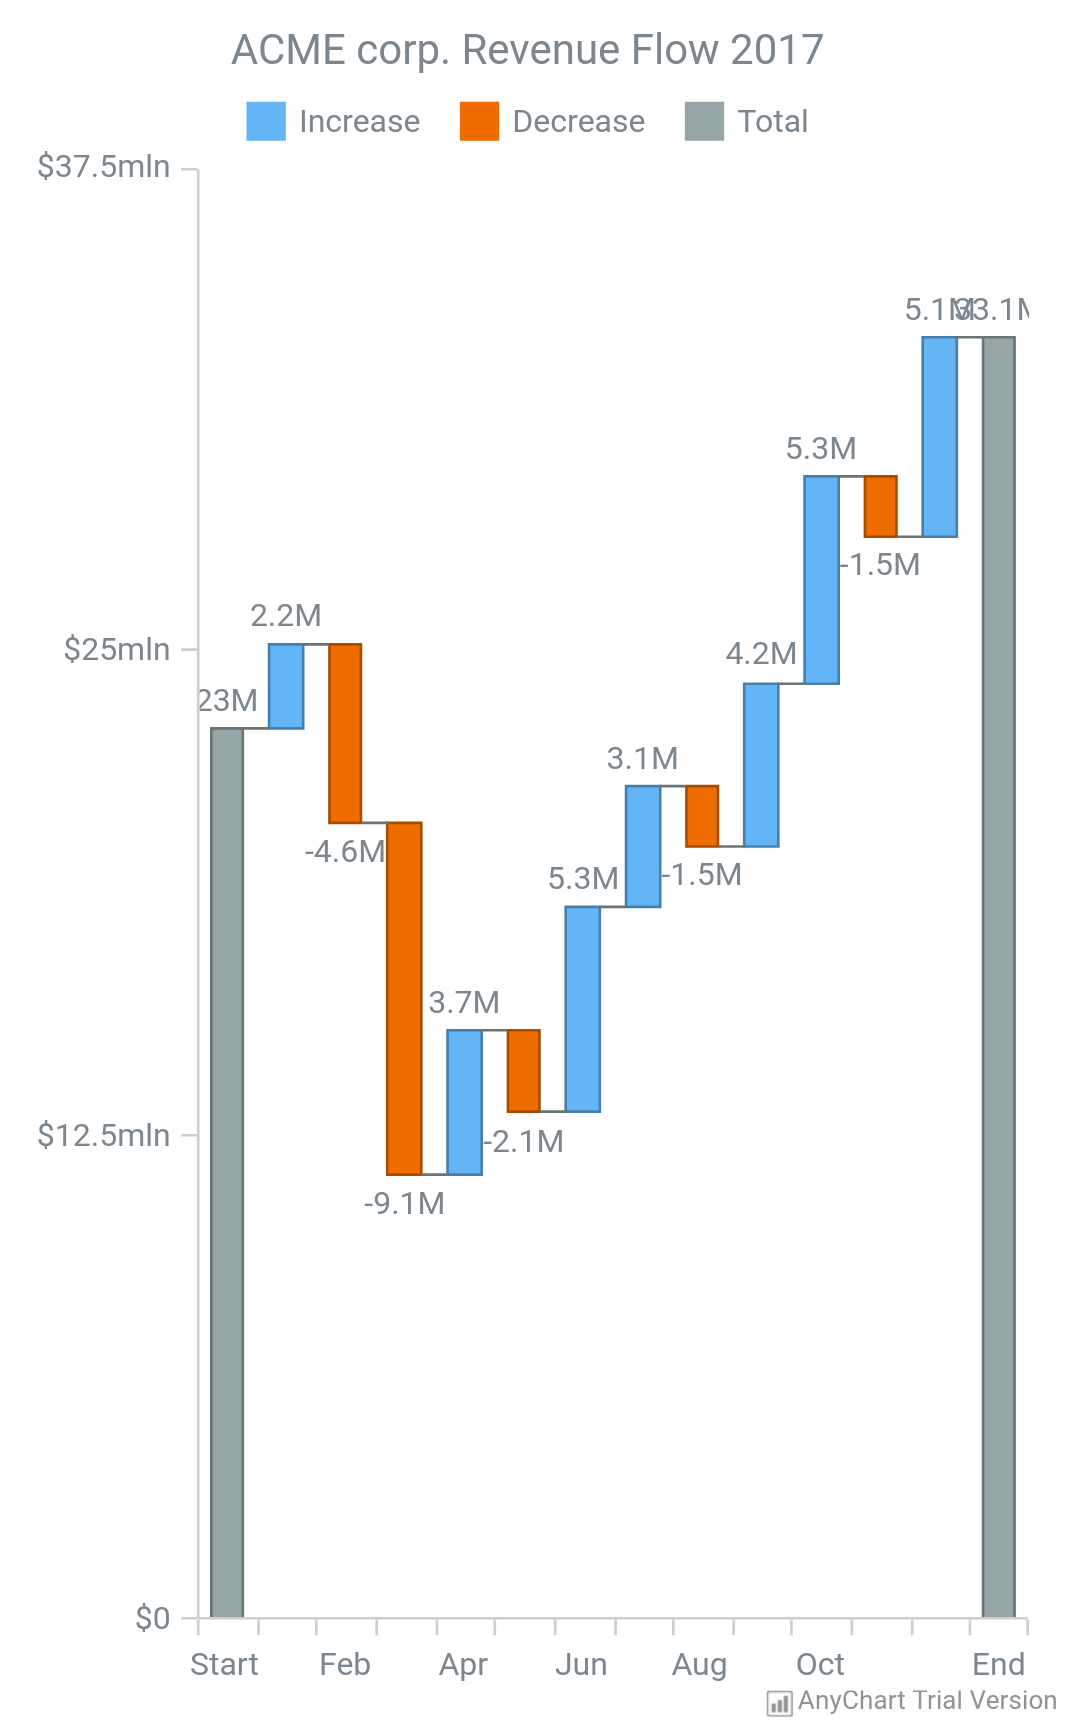 ACME corp. Revenue Flow 2017
Increase Decrease Total
$37.5mln
5.1M 33.1M
5.3M
-1.5M
2.2M
$25mln
4.2M
23M
3.1M
-4.6M
-1.5M
5.3M
3.7M
$12.5mln
-2.1M
-9.1M
$0
Start Feb Apr Jun Aug Oct End
AnyChart Trial Version